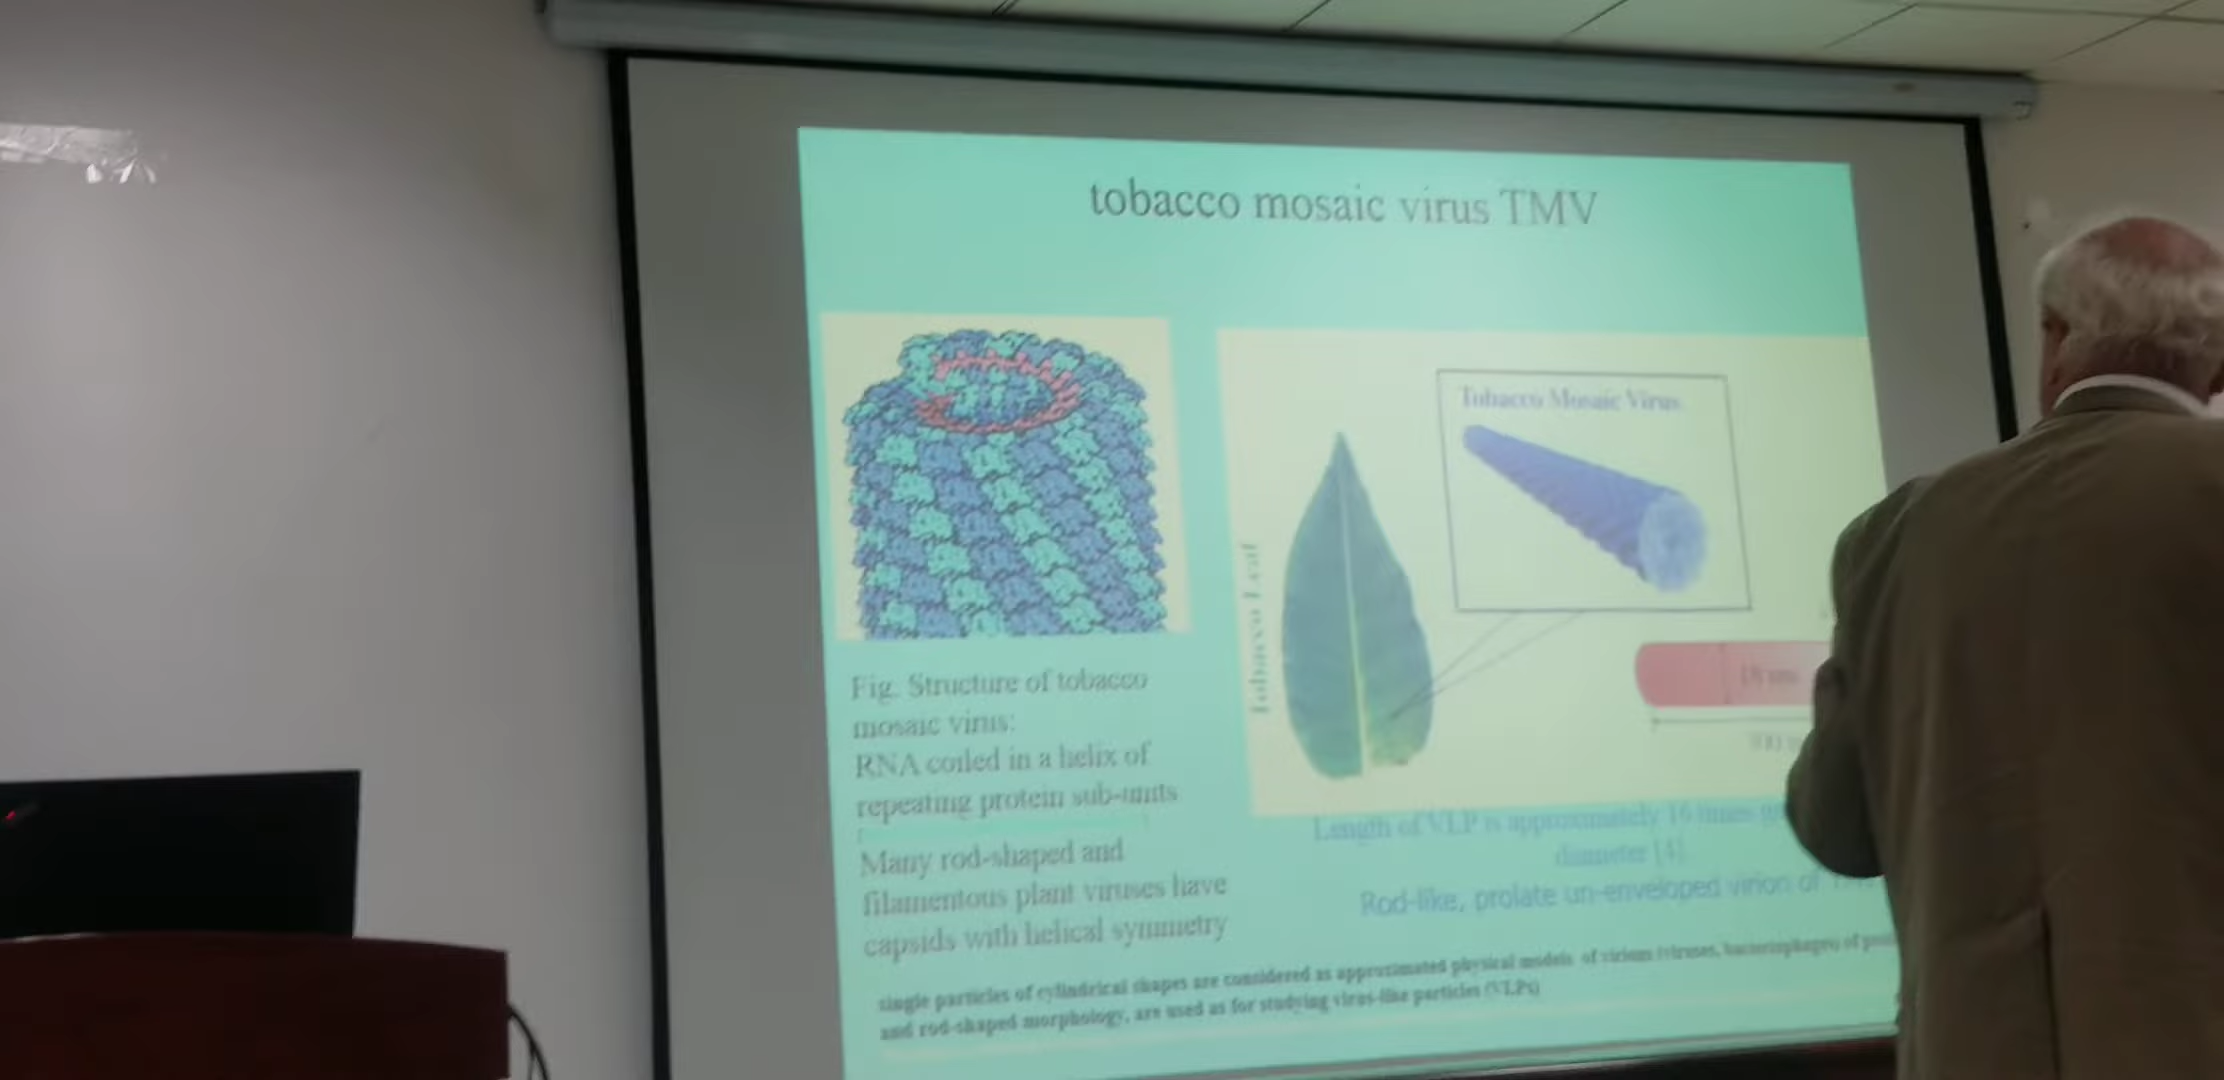 tobacco mosaic virus TMV
Tobacco Mosaic Virus
Tobacco Leaf
Fig. Structure of tobacco
mosaic virus:
RNA coiled in a helix of
repeating protein sub-units
Many rod-shaped and
filamentous plant viruses have
capsids with helical symmetry
Length of VLP is approximately 16 times
diameter [4].
Rod-like, prolate un-enveloped virion of
single particles of cylindrical shapes are considered as approximated physical models of virions (viruses, bacteriophages) of
and rod-shaped morphology, are used as for studying virus-like particles (VLPs)